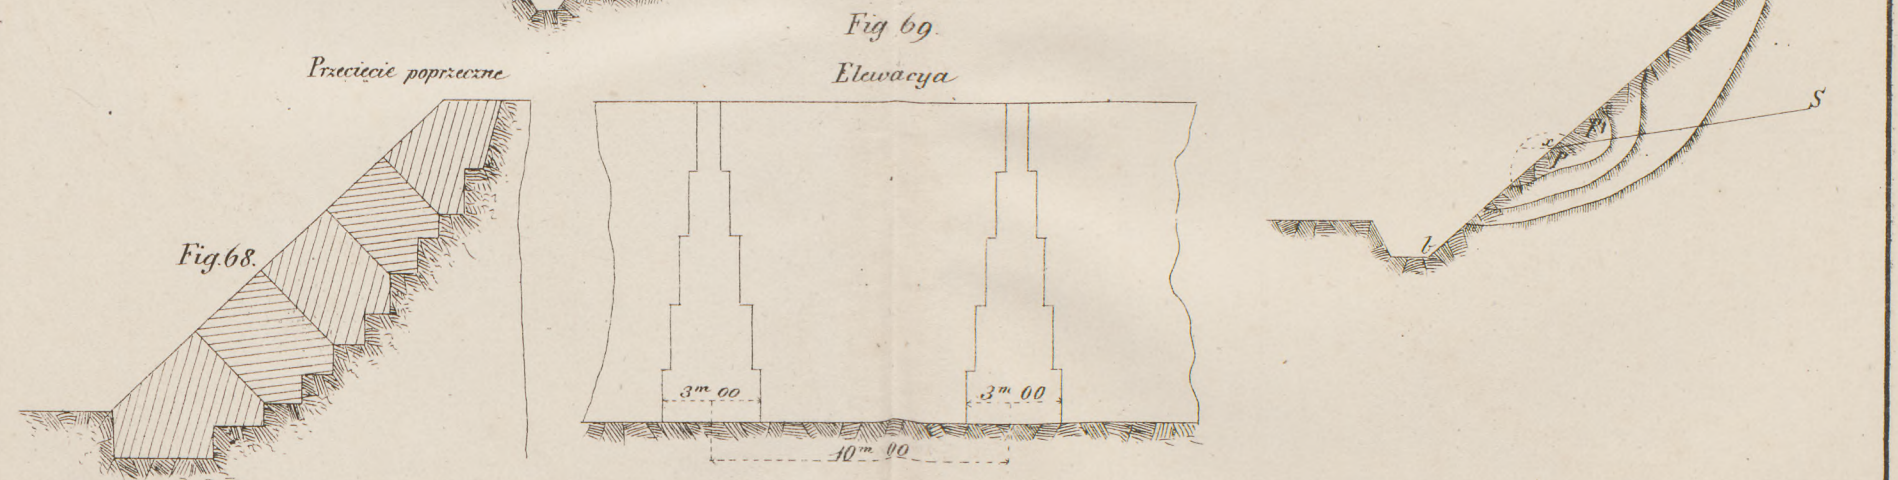 Fig 69.
Przecięcie poprzeczne
Elewacya
S
x
Fig. 68.
b
3m 00
3m 00
10m 00